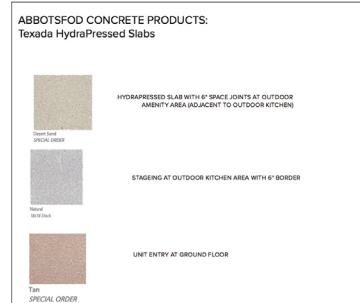 ABBOTSFOD CONCRETE PRODUCTS:
Texada HydraPressed Slabs
HYDRAPRESSED SLAB WITH 6" SPACE JOINTS AT OUTDOOR
AMENITY AREA (ADJACENT TO OUTDOOR KITCHEN)
Desert Sand
SPECIAL ORDER
STAGEING AT OUTDOOR KITCHEN AREA WITH 6" BORDER
Natural
UNIT ENTRY AT GROUND FLOOR
Tan
SPECIAL ORDER